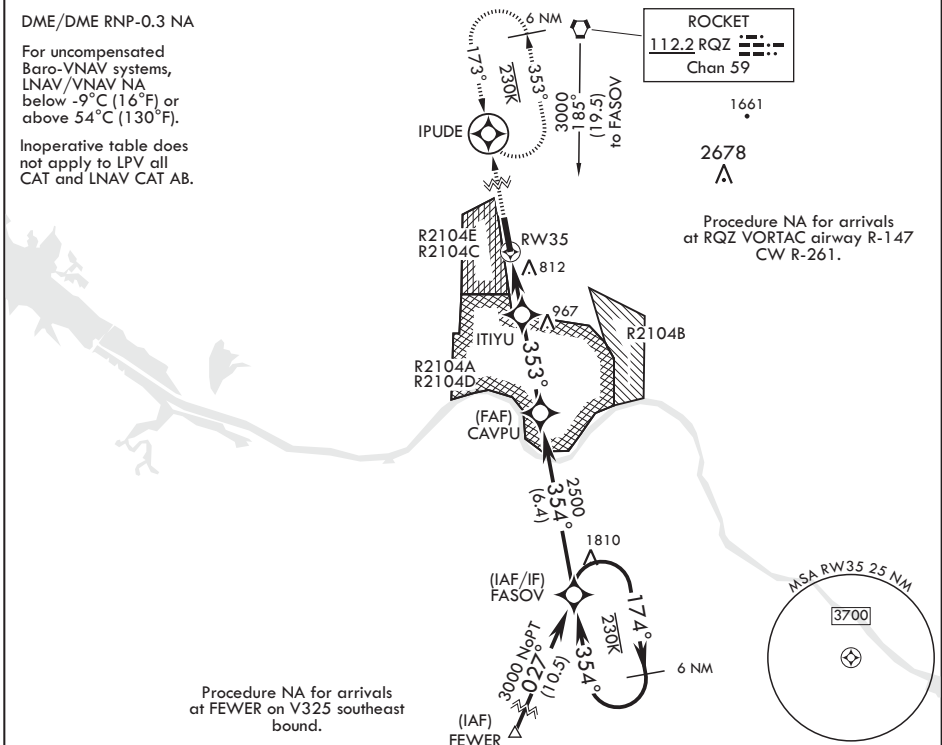 DME/DME RNP-0.3 NA
For uncompensated
Baro-VNAV systems,
LNAV/VNAV NA
below -9°C (16°F) or
above 54°C (130°F).
Inoperative table does
not apply to LPV all
CAT and LNAV CAT AB.
6 NM
173°
230K
353°
IPUDE
3000
185°
(19.5)
to FASOV
ROCKET
112.2 RQZ
Chan 59
1661
2678
Procedure NA for arrivals
at RQZ VORTAC airway R-147
CW R-261.
R2104E
R2104C
RW35
812
967
ITIYU
R2104B
353°
R2104A
R2104D
(FAF)
CAVPU
2500
354°
(6.4)
1810
(IAF/IF)
FASOV
174°
230K
354°
6 NM
3000 NoPT
027°
(10.5)
(IAF)
FEWER
Procedure NA for arrivals
at FEWER on V325 southeast
bound.
MSA RW35 25 NM
3700